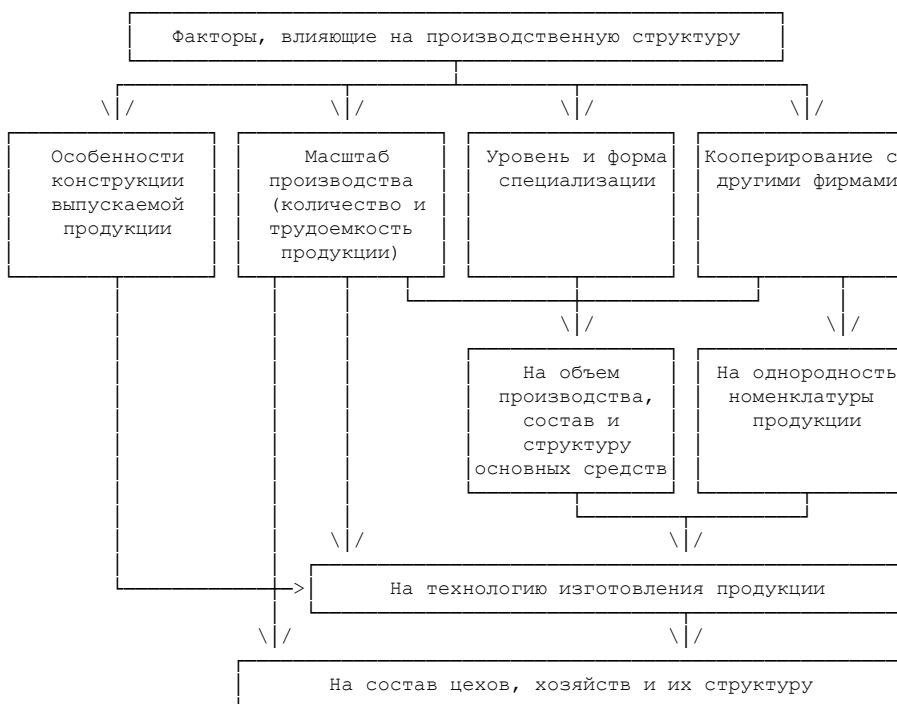 Факторы, влияющие на производственную структуру
Особенности
конструкции
выпускаемой
продукции
Масштаб
производства
(количество и
трудоемкость
продукции)
Уровень и форма
специализации
Кооперирование с
другими фирмами
На объем
производства,
состав и
структуру
основных средств
На однородность
номенклатуры
продукции
На технологию изготовления продукции
На состав цехов, хозяйств и их структуру